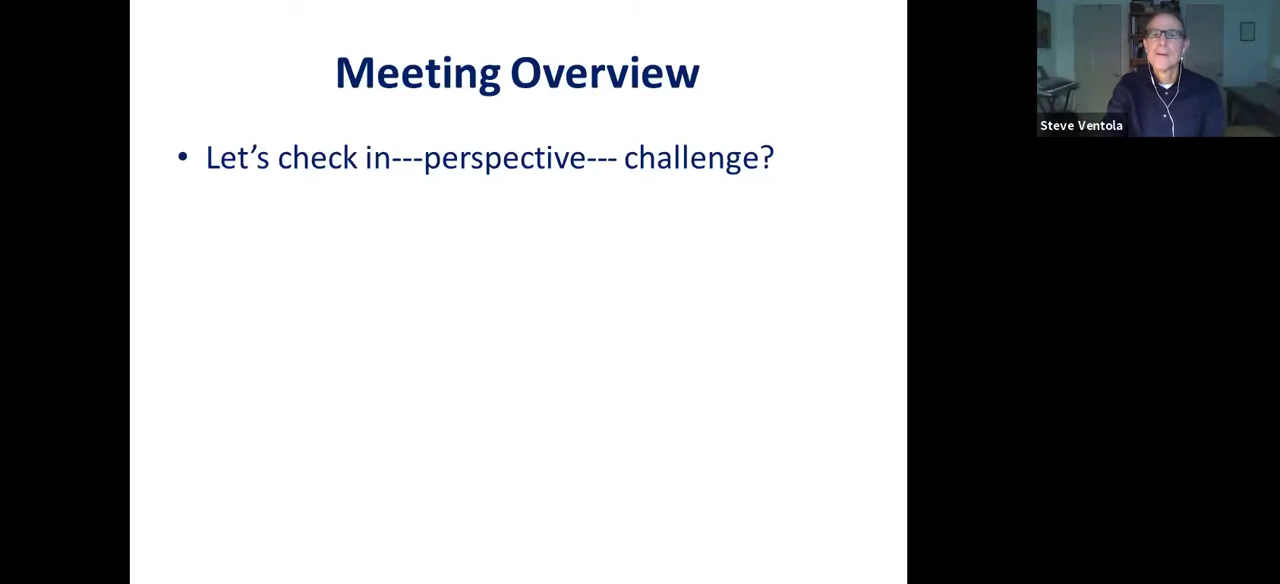 Meeting Overview
• Let’s check in---perspective--- challenge?
Steve Ventola